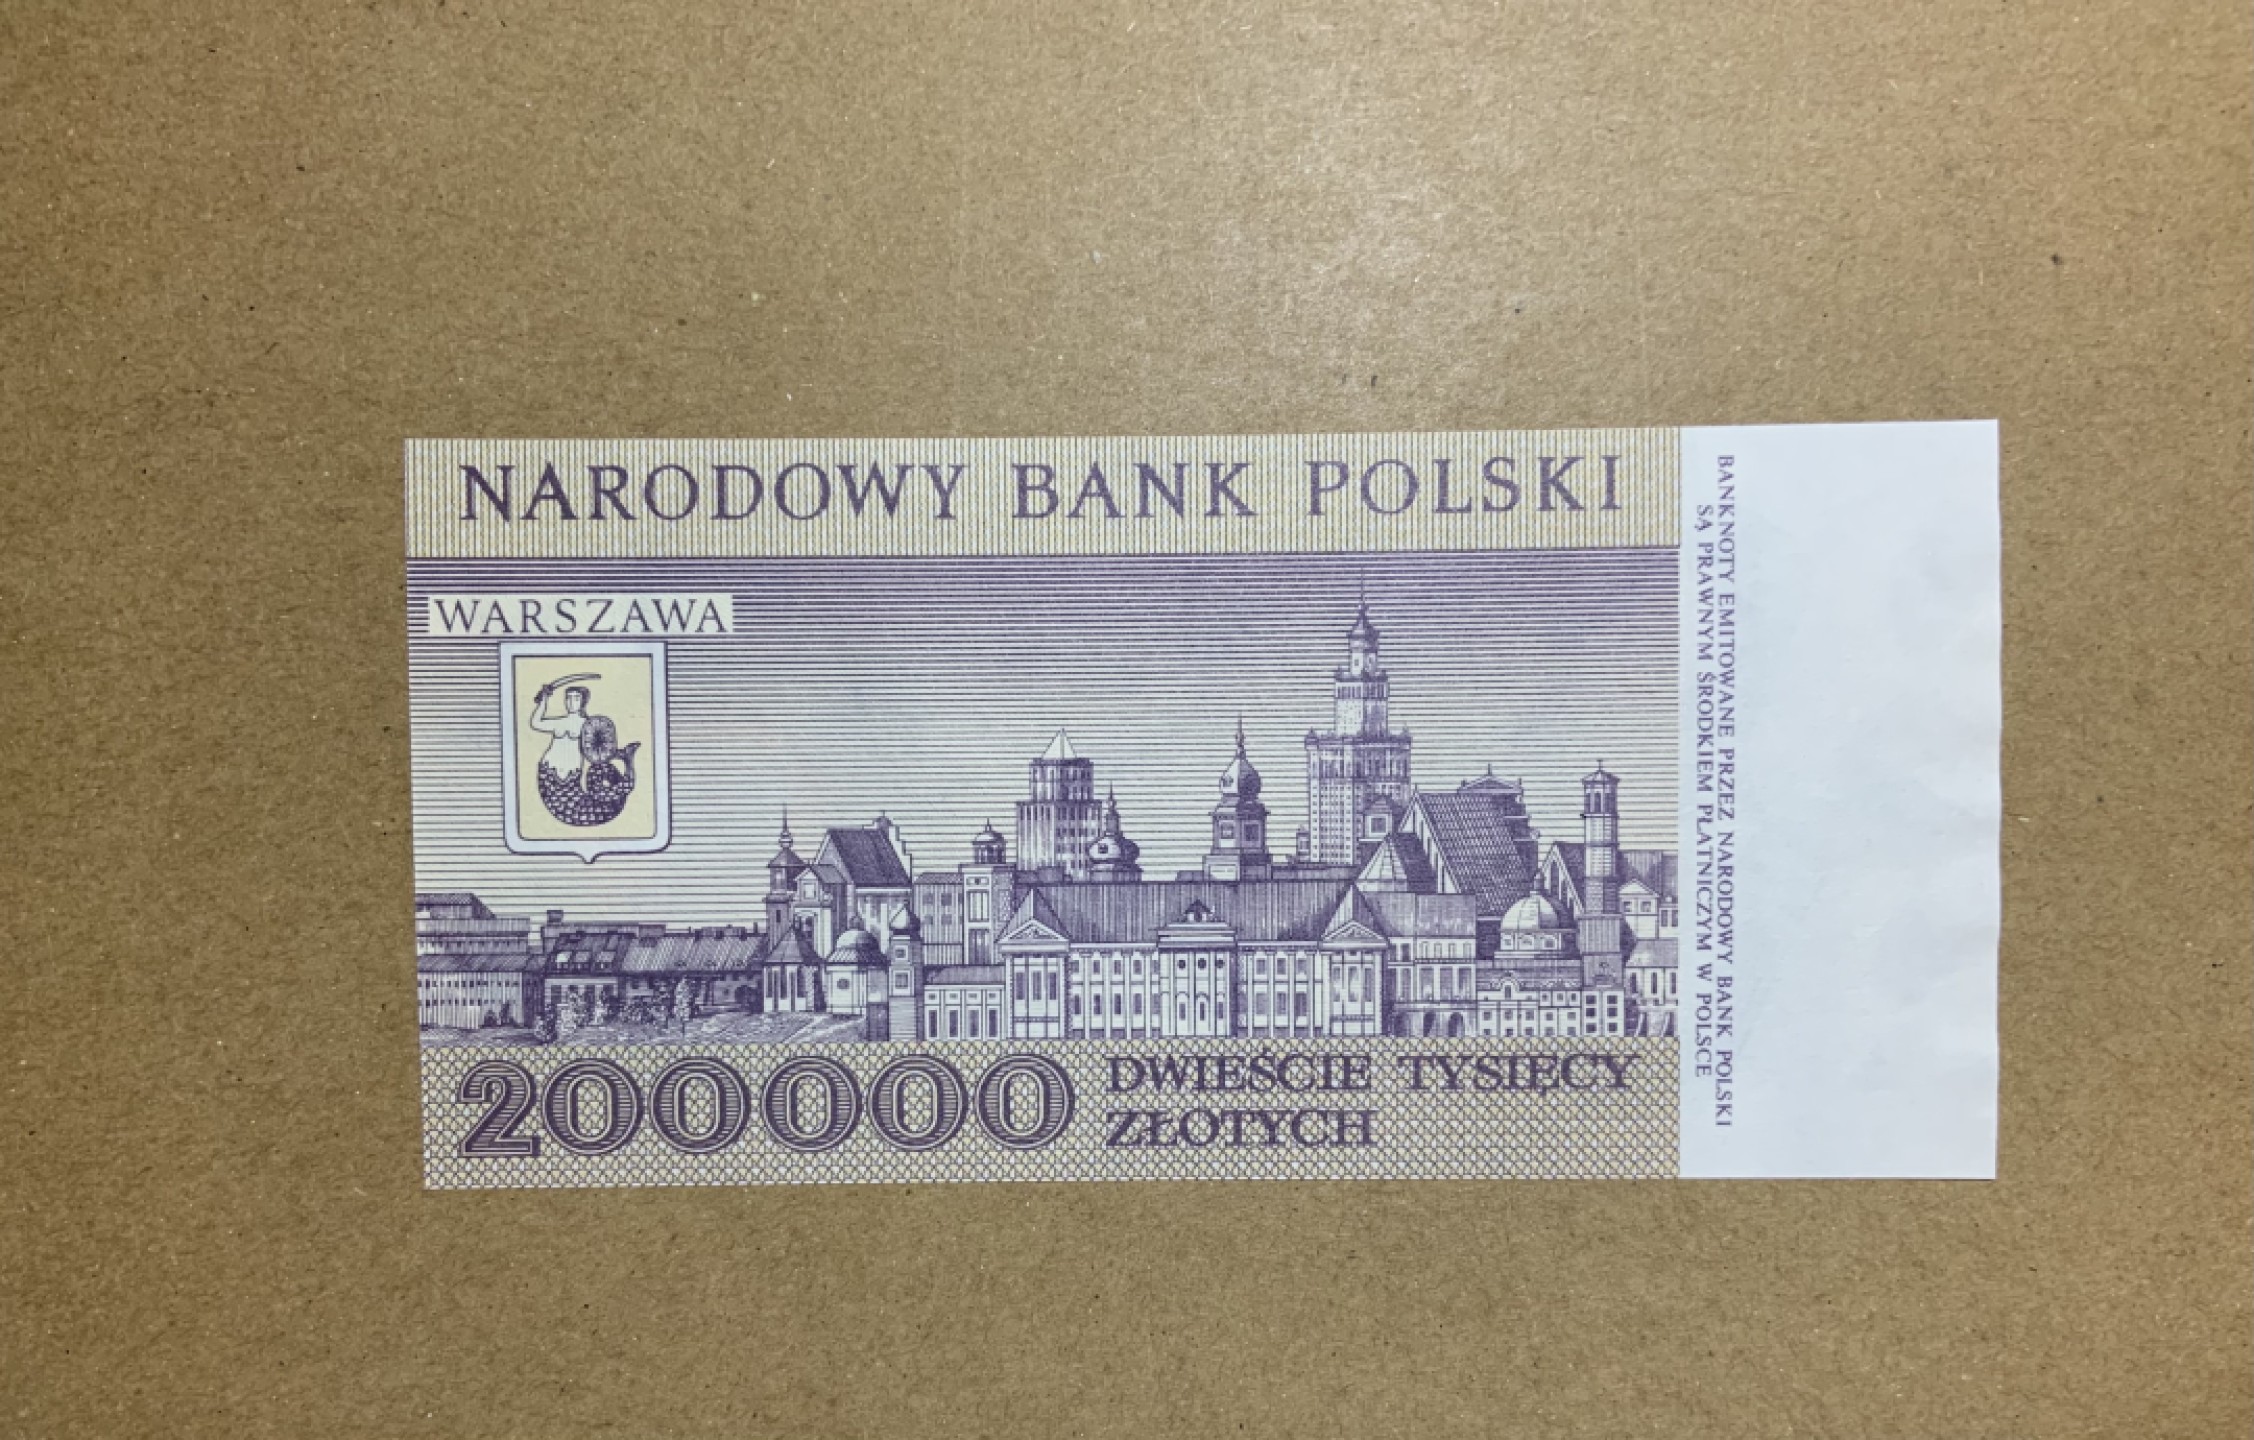 NARODOWY BANK POLSKI
WARSZAWA
200000
DWIEŚCIE TYSIĘCY
ZŁOTYCH
BANKNOTY EMITOWANE PRZEZ NARODOWY BANK POLSKI
SĄ PRAWNYM ŚRODKIEM PŁATNICZYM W POLSCE